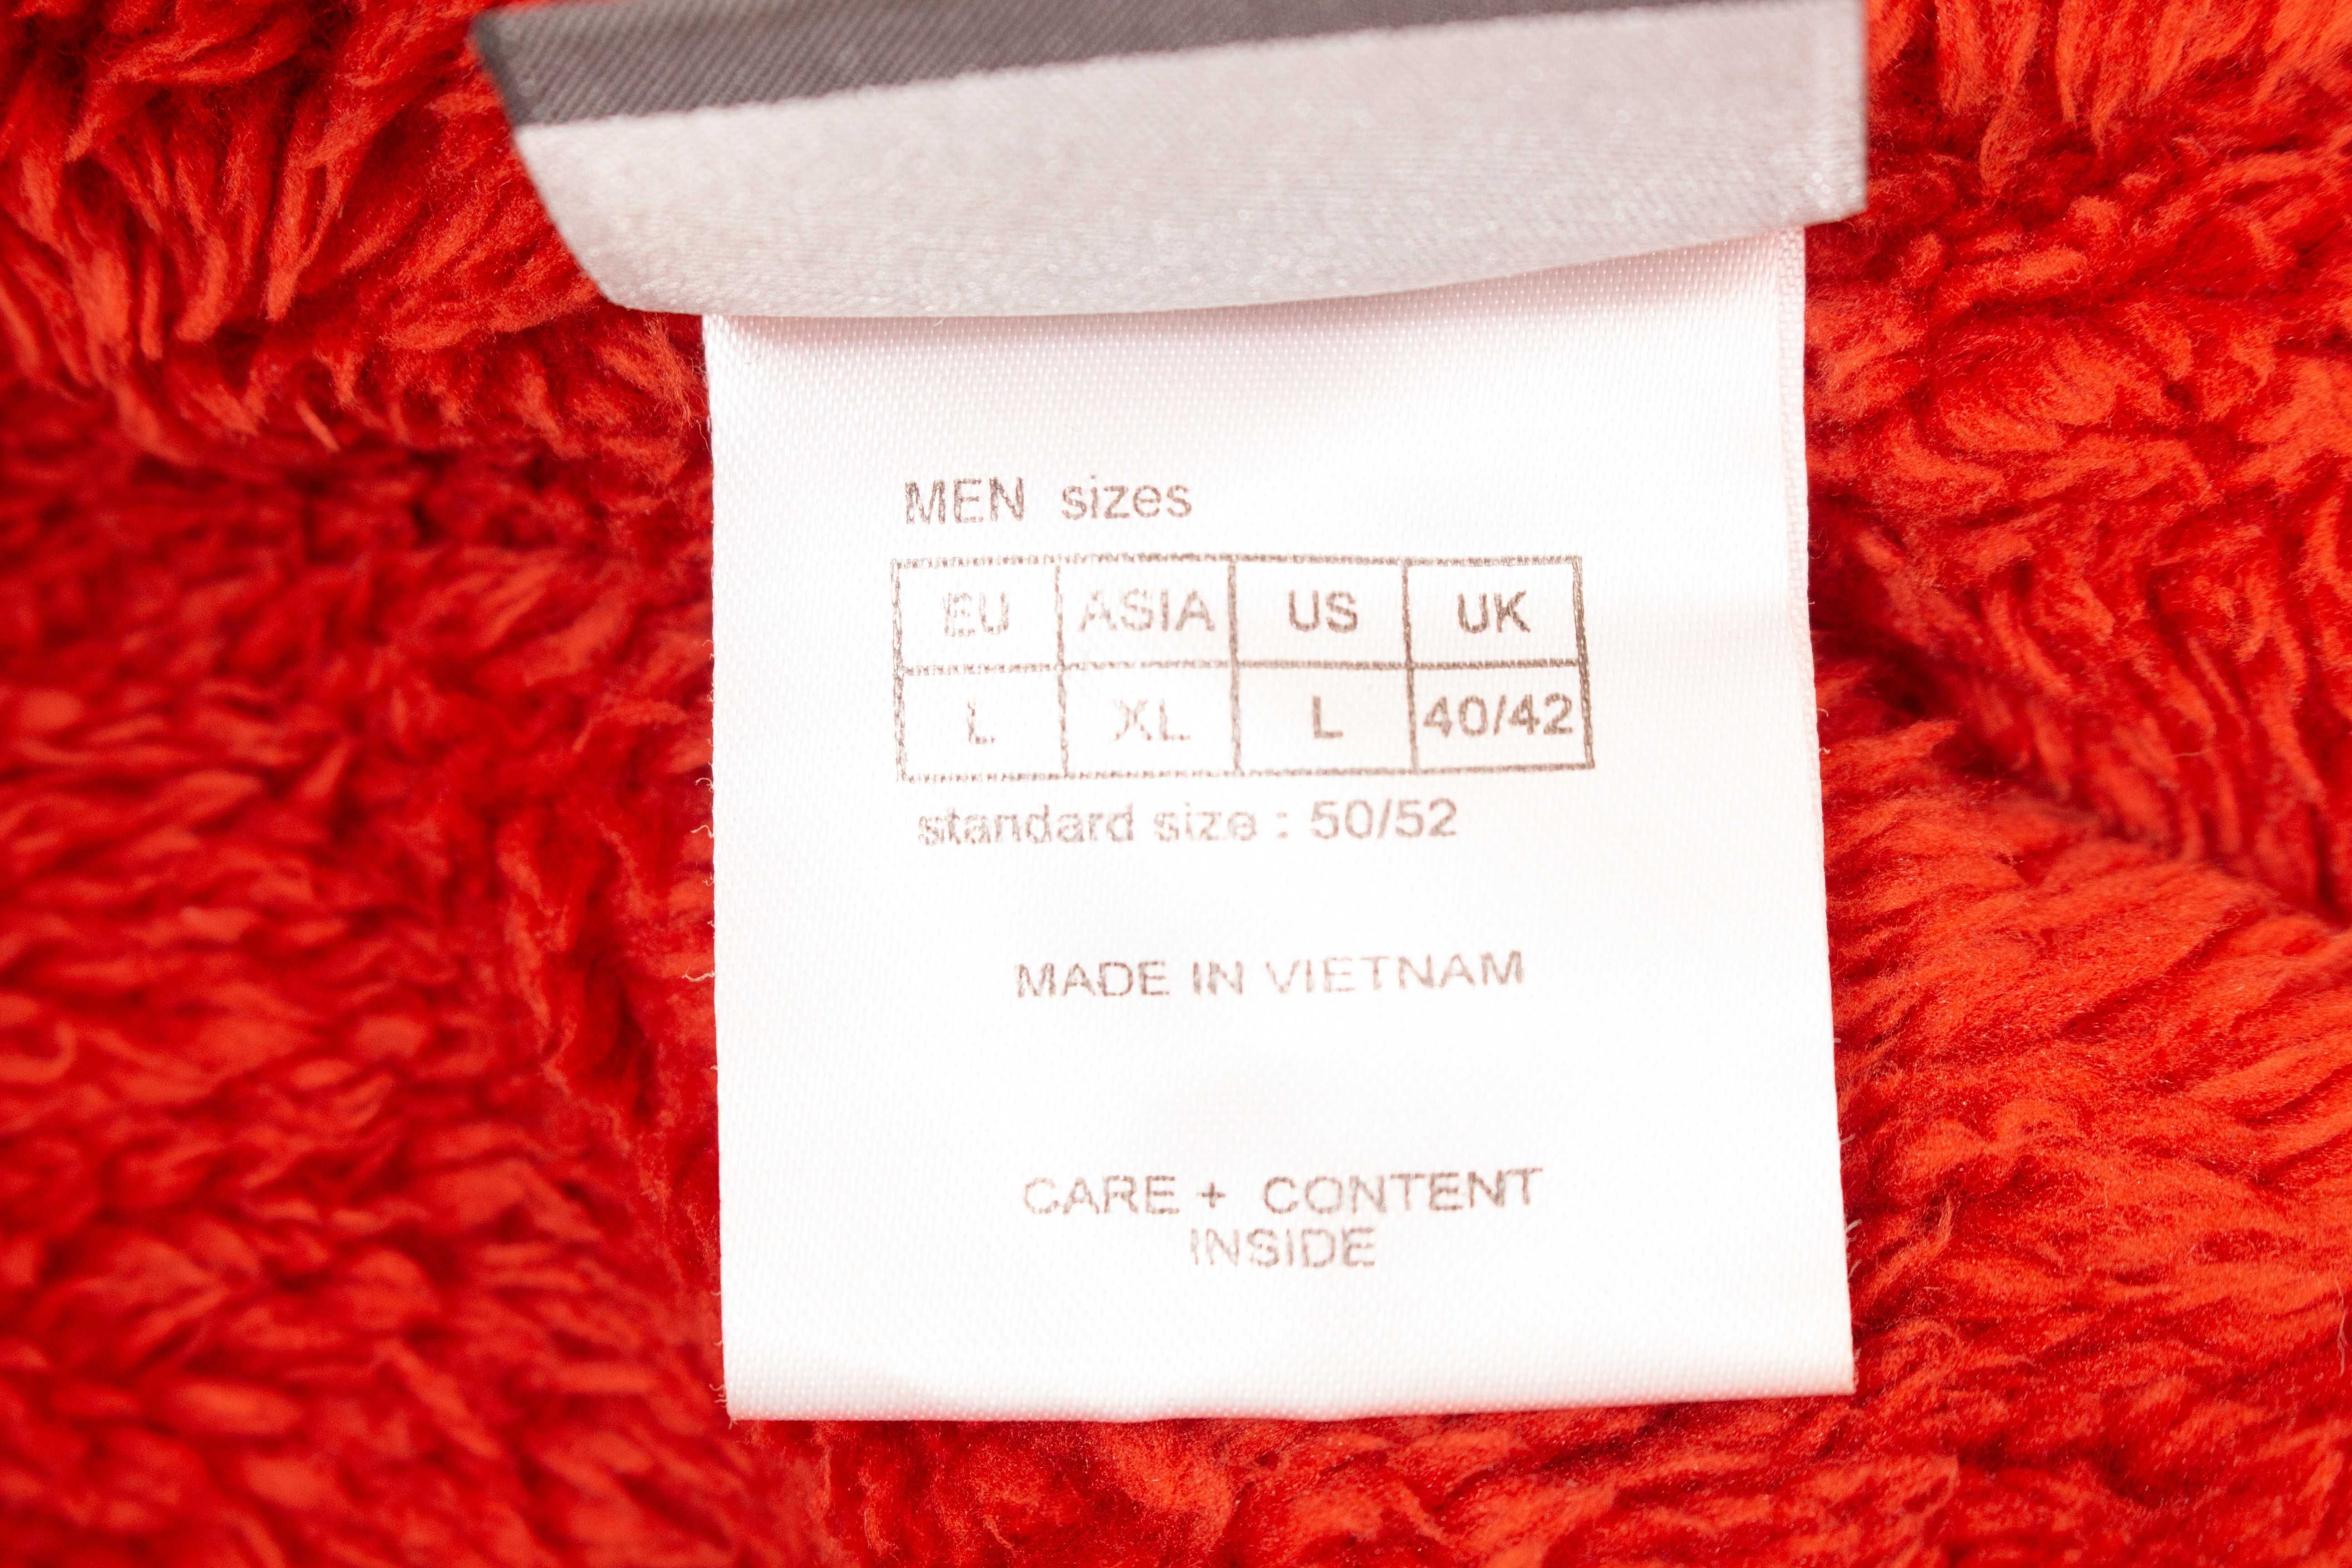 MEN sizes
EU ASIA US UK
L XL L 40/42
standard size : 50/52
MADE IN VIETNAM
CARE + CONTENT
INSIDE